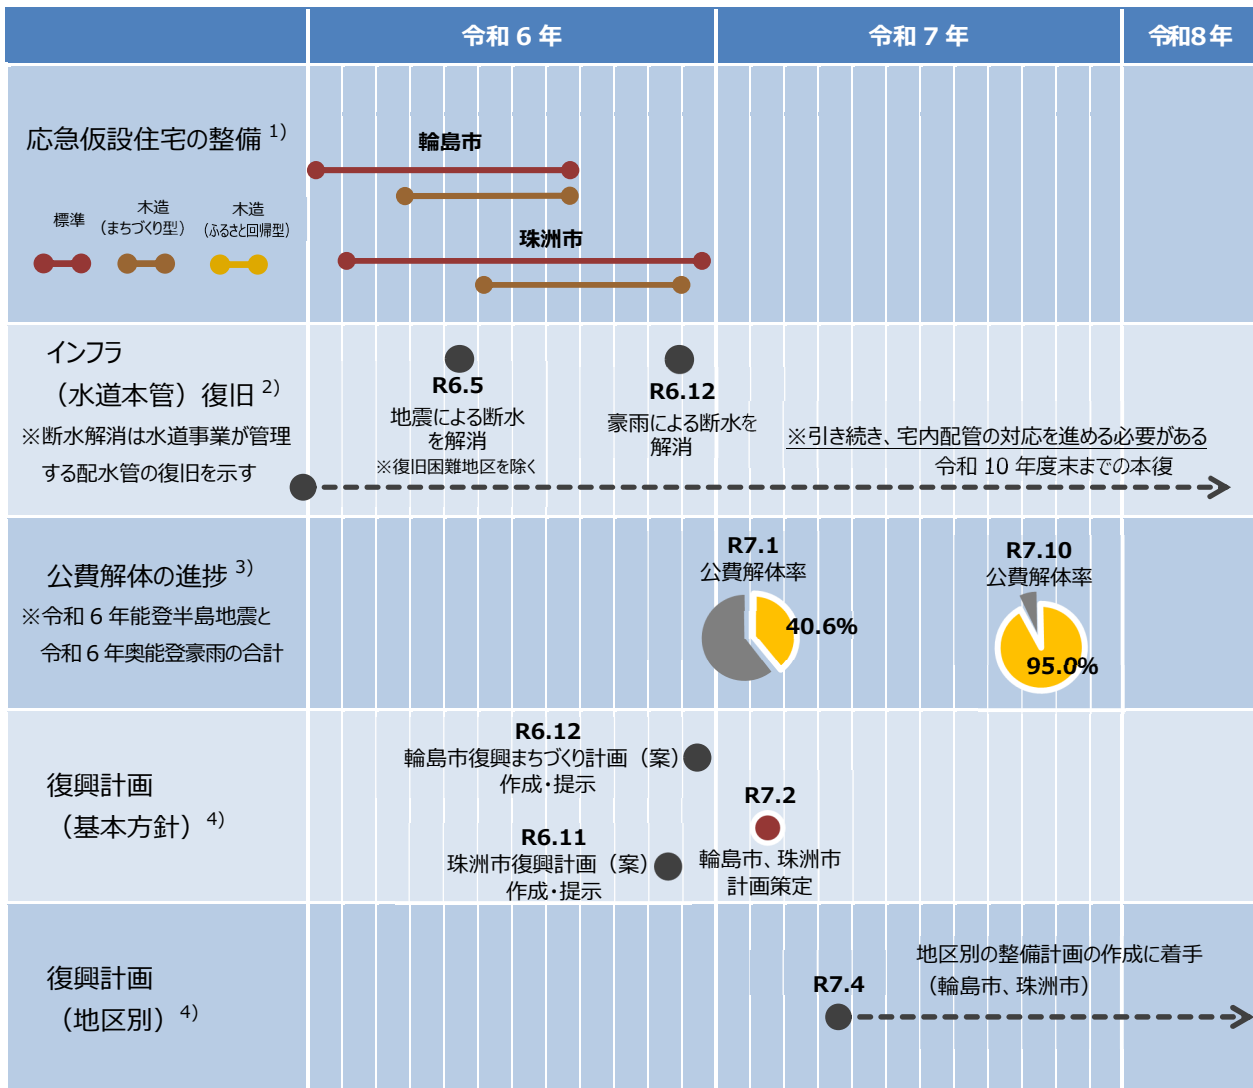 令和 6 年
令和 7 年
令和8年
応急仮設住宅の整備 1)
標準
木造
（まちづくり型）
木造
（ふるさと回帰型）
輪島市
珠洲市
インフラ
（水道本管）復旧 2)
※断水解消は水道事業が管理
する配水管の復旧を示す
R6.5
地震による断水
を解消
※復旧困難地区を除く
R6.12
豪雨による断水を
解消
※引き続き、宅内配管の対応を進める必要がある
令和 10 年度末までの本復
公費解体の進捗 3)
※令和 6 年能登半島地震と
令和 6 年奥能登豪雨の合計
R7.1
公費解体率
40.6%
R7.10
公費解体率
95.0%
復興計画
（基本方針）4)
R6.12
輪島市復興まちづくり計画（案）
作成・提示
R6.11
珠洲市復興計画（案）
作成・提示
R7.2
輪島市、珠洲市
計画策定
復興計画
（地区別）4)
R7.4
地区別の整備計画の作成に着手
（輪島市、珠洲市）